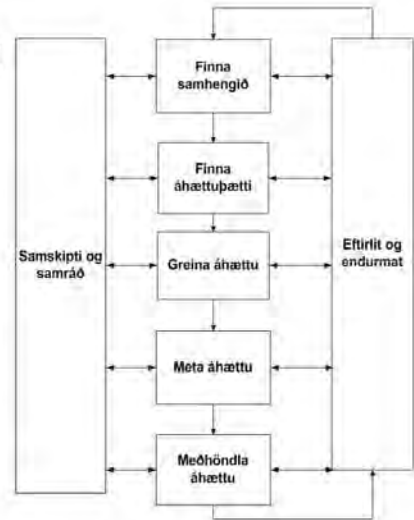 Finna
samhengið
Finna
áhættuþætti
Samskipti og
samráð
Greina áhættu
Eftirlit og
endurmat
Meta áhættu
Meðhöndla
áhættu